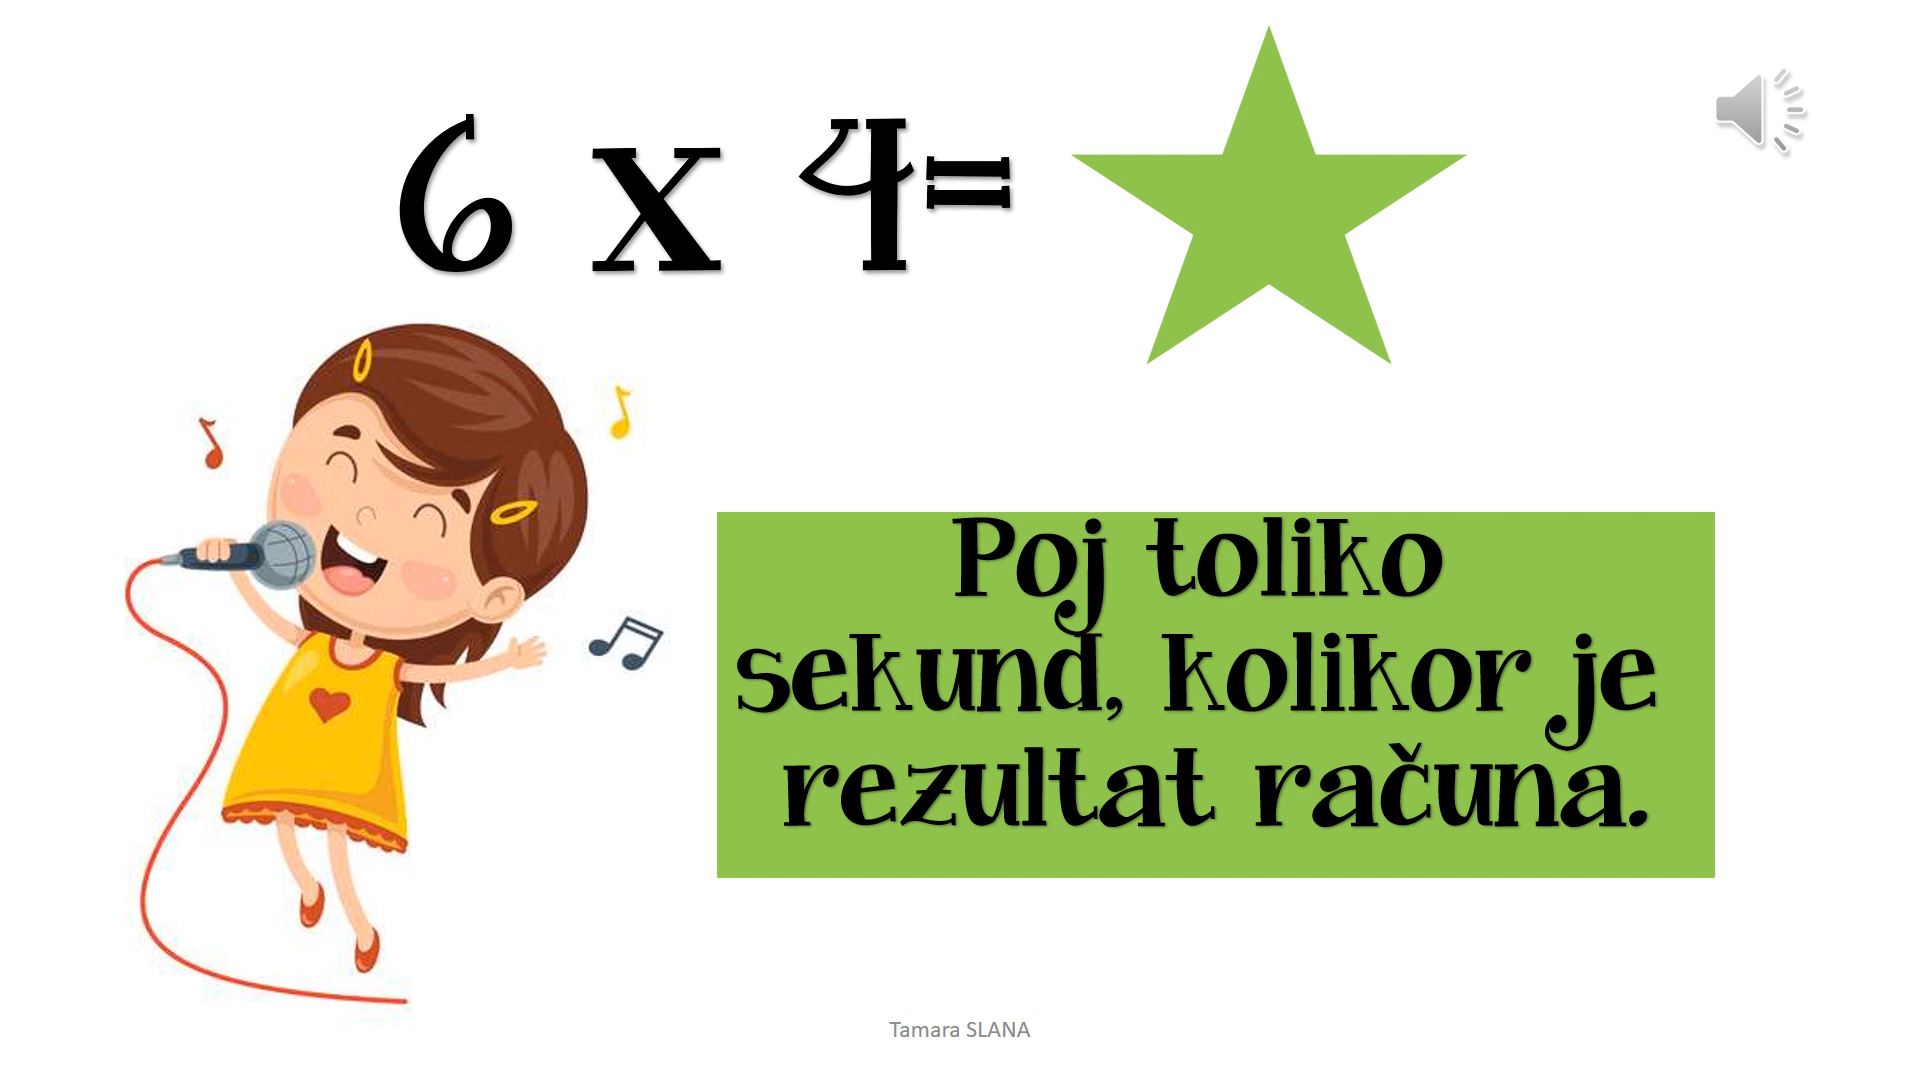 6 x 4=
Poj toliko
sekund, kolikor je
rezultat računa.
Tamara SLANA